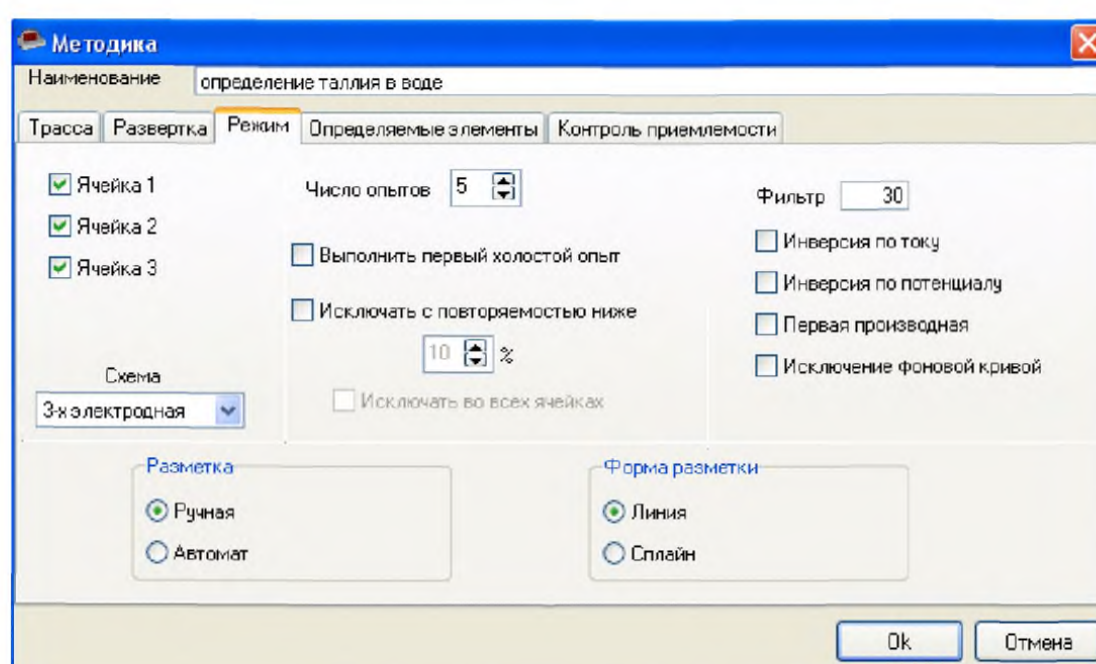 Методика
Наименование определение таллия в воде
Трасса Развертка Режим Определяемые элементы Контроль приемлемости
Ячейка 1
Ячейка 2
Ячейка 3
Схема
3-х электродная
Число опытов 5
Выполнить первый холостой опыт
Исключать с повторяемостью ниже
10 %
Исключать во всех ячейках
Фильтр 30
Инверсия по току
Инверсия по потенциалу
Первая производная
Исключение фоновой кривой
Разметка
Ручная
Автомат
Форма разметки
Линия
Сплайн
Ok Отмена